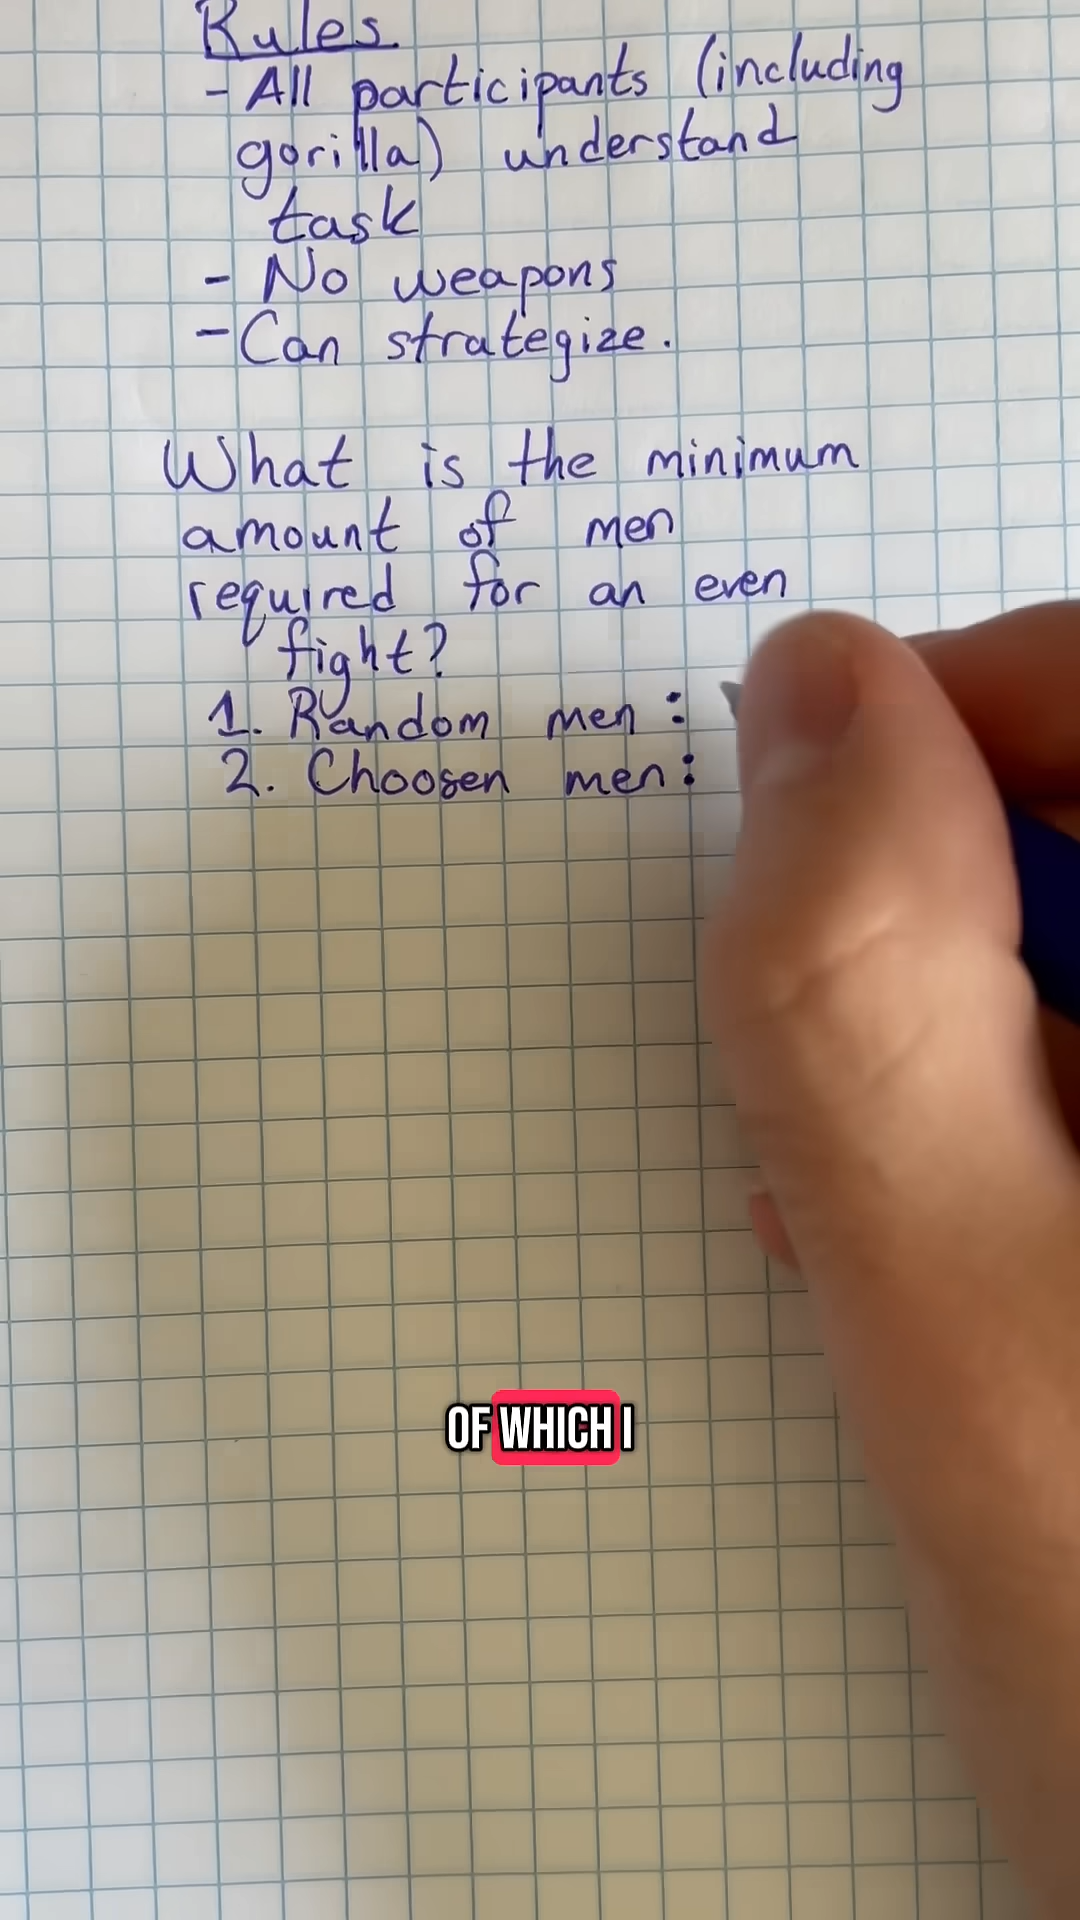 Rules
- All participants (including
gorilla) understand
task
- No weapons
- Can strategize.
What is the minimum
amount of men
required for an even
fight?
1. Random men :
2. Choosen men:
OF WHICH I